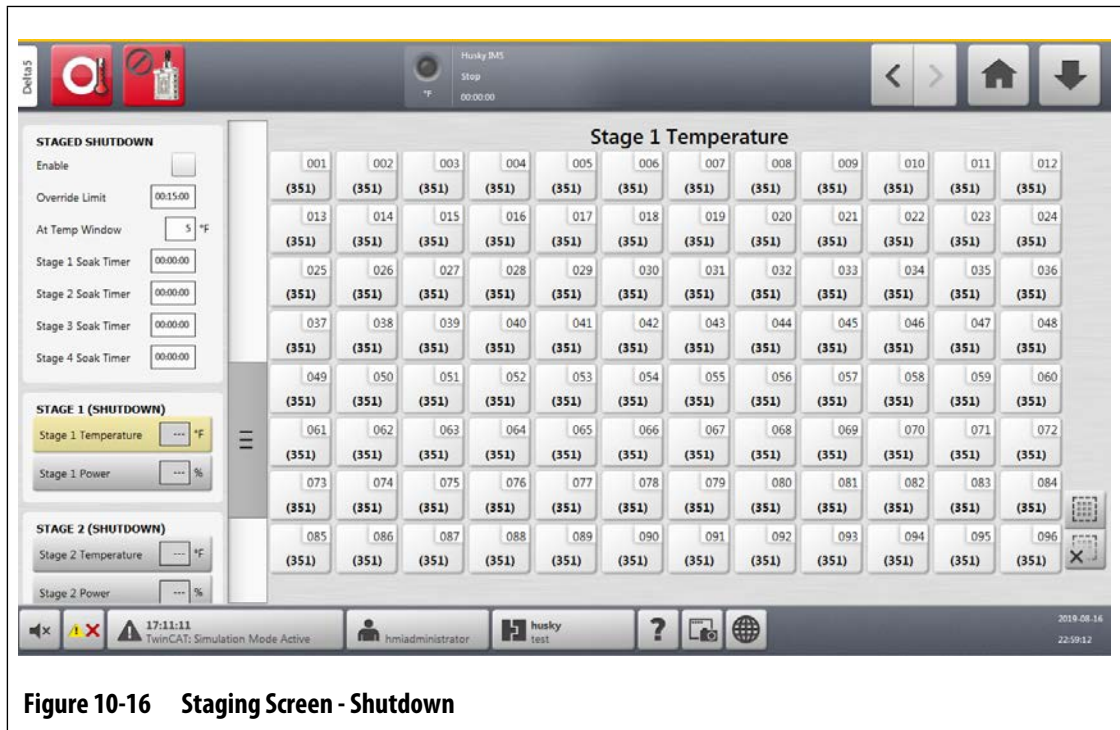 Delta5
Husky IMS
Stop
°F 00:00:00
STAGED SHUTDOWN
Enable
Override Limit 00:15:00
At Temp Window 5 °F
Stage 1 Soak Timer 00:00:00
Stage 2 Soak Timer 00:00:00
Stage 3 Soak Timer 00:00:00
Stage 4 Soak Timer 00:00:00
STAGE 1 (SHUTDOWN)
Stage 1 Temperature --- °F
Stage 1 Power --- %
STAGE 2 (SHUTDOWN)
Stage 2 Temperature --- °F
Stage 2 Power --- %
Stage 1 Temperature
001 002 003 004 005 006 007 008 009 010 011 012
(351) (351) (351) (351) (351) (351) (351) (351) (351) (351) (351) (351)
013 014 015 016 017 018 019 020 021 022 023 024
(351) (351) (351) (351) (351) (351) (351) (351) (351) (351) (351) (351)
025 026 027 028 029 030 031 032 033 034 035 036
(351) (351) (351) (351) (351) (351) (351) (351) (351) (351) (351) (351)
037 038 039 040 041 042 043 044 045 046 047 048
(351) (351) (351) (351) (351) (351) (351) (351) (351) (351) (351) (351)
049 050 051 052 053 054 055 056 057 058 059 060
(351) (351) (351) (351) (351) (351) (351) (351) (351) (351) (351) (351)
061 062 063 064 065 066 067 068 069 070 071 072
(351) (351) (351) (351) (351) (351) (351) (351) (351) (351) (351) (351)
073 074 075 076 077 078 079 080 081 082 083 084
(351) (351) (351) (351) (351) (351) (351) (351) (351) (351) (351) (351)
085 086 087 088 089 090 091 092 093 094 095 096
(351) (351) (351) (351) (351) (351) (351) (351) (351) (351) (351) (351)
17:11:11
TwinCAT: Simulation Mode Active
hmiadministrator
husky
test
?
2019-08-16
22:59:12
Figure 10-16 Staging Screen - Shutdown